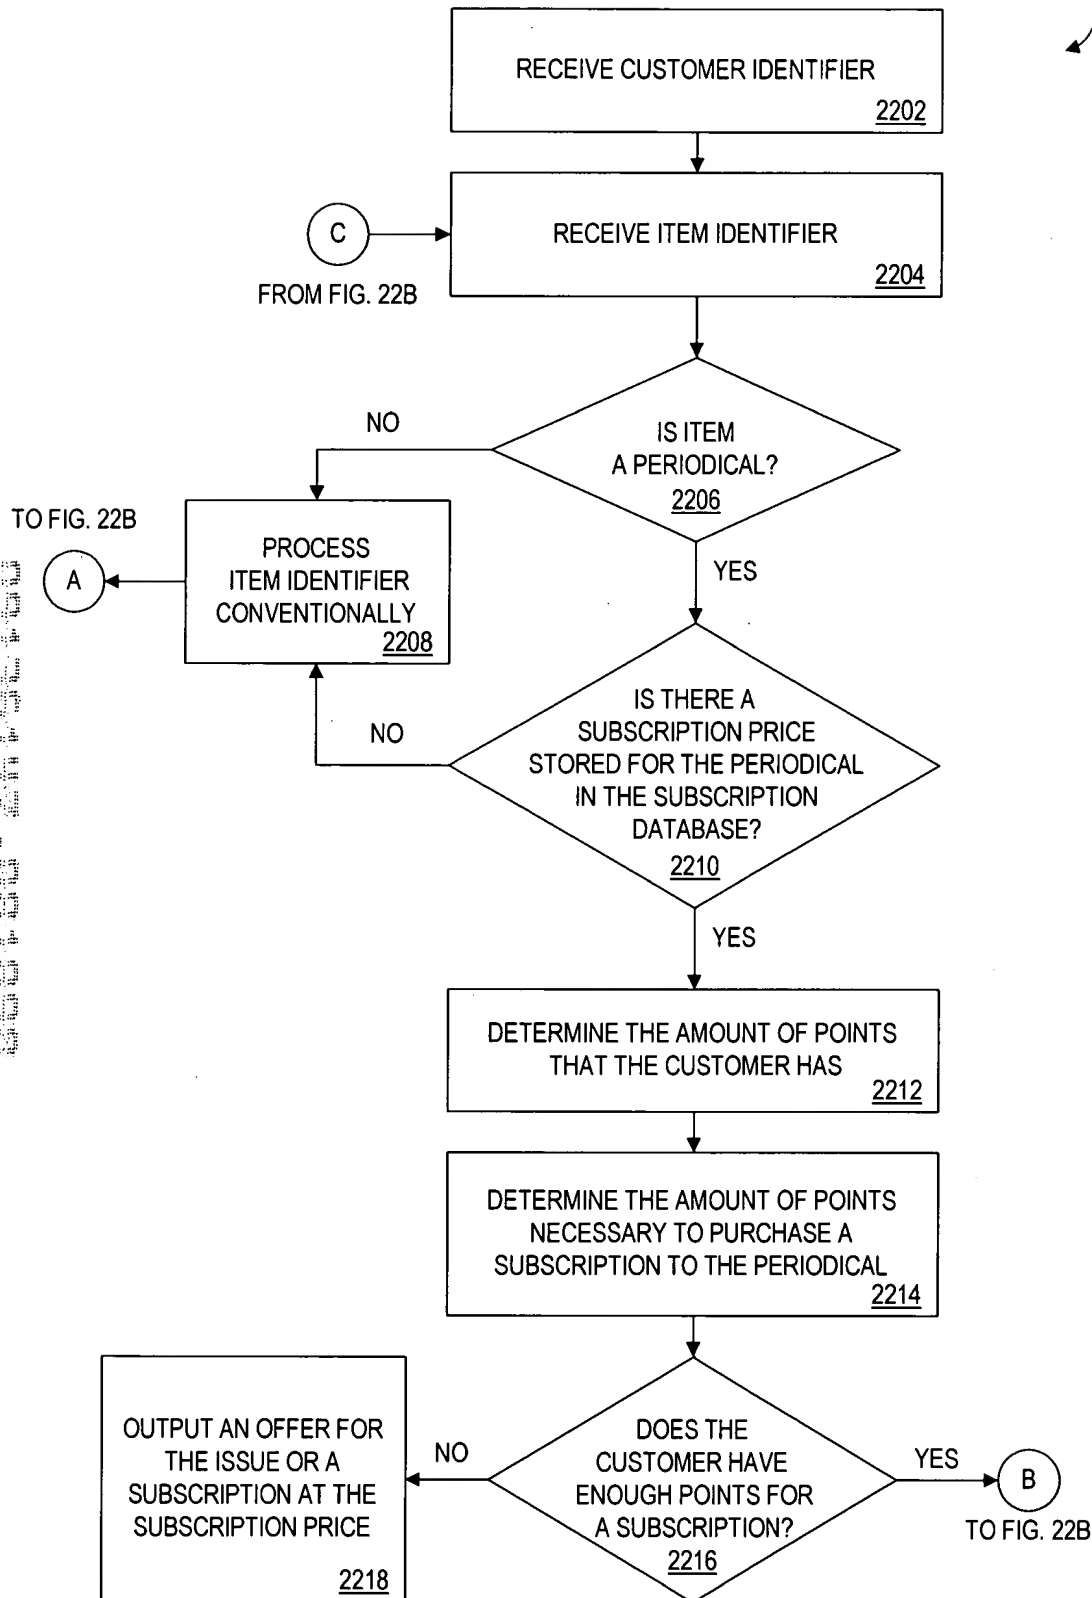 RECEIVE CUSTOMER IDENTIFIER
2202
C
RECEIVE ITEM IDENTIFIER
2204
FROM FIG. 22B
NO
IS ITEM
A PERIODICAL?
2206
TO FIG. 22B
A
PROCESS
ITEM IDENTIFIER
CONVENTIONALLY
2208
YES
NO
IS THERE A
SUBSCRIPTION PRICE
STORED FOR THE PERIODICAL
IN THE SUBSCRIPTION
DATABASE?
2210
YES
DETERMINE THE AMOUNT OF POINTS
THAT THE CUSTOMER HAS
2212
DETERMINE THE AMOUNT OF POINTS
NECESSARY TO PURCHASE A
SUBSCRIPTION TO THE PERIODICAL
2214
OUTPUT AN OFFER FOR
THE ISSUE OR A
SUBSCRIPTION AT THE
SUBSCRIPTION PRICE
2218
NO
DOES THE
CUSTOMER HAVE
ENOUGH POINTS FOR
A SUBSCRIPTION?
2216
YES
B
TO FIG. 22B